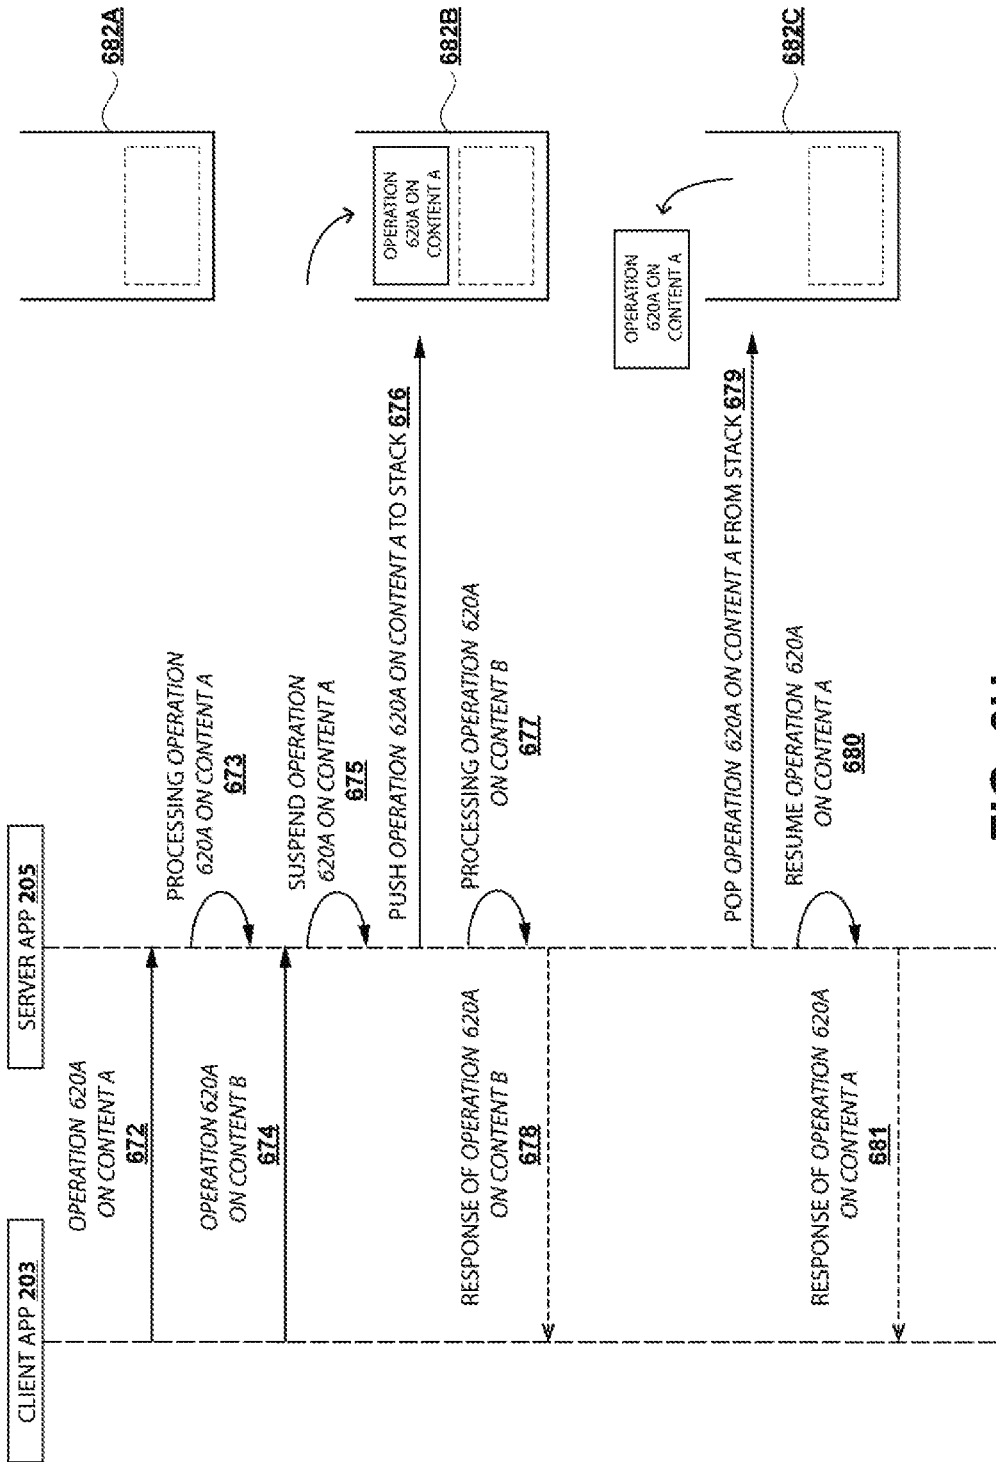 CLIENT APP 203
SERVER APP 205
OPERATION 620A
ON CONTENT A
672
PROCESSING OPERATION
620A ON CONTENT A
673
682A
OPERATION 620A
ON CONTENT B
674
SUSPEND OPERATION
620A ON CONTENT A
675
PUSH OPERATION 620A ON CONTENT A TO STACK 676
OPERATION
620A ON
CONTENT A
682B
PROCESSING OPERATION 620A
ON CONTENT B
677
RESPONSE OF OPERATION 620A
ON CONTENT B
678
POP OPERATION 620A ON CONTENT A FROM STACK 679
OPERATION
620A ON
CONTENT A
682C
RESUME OPERATION 620A
ON CONTENT A
680
RESPONSE OF OPERATION 620A
ON CONTENT A
681